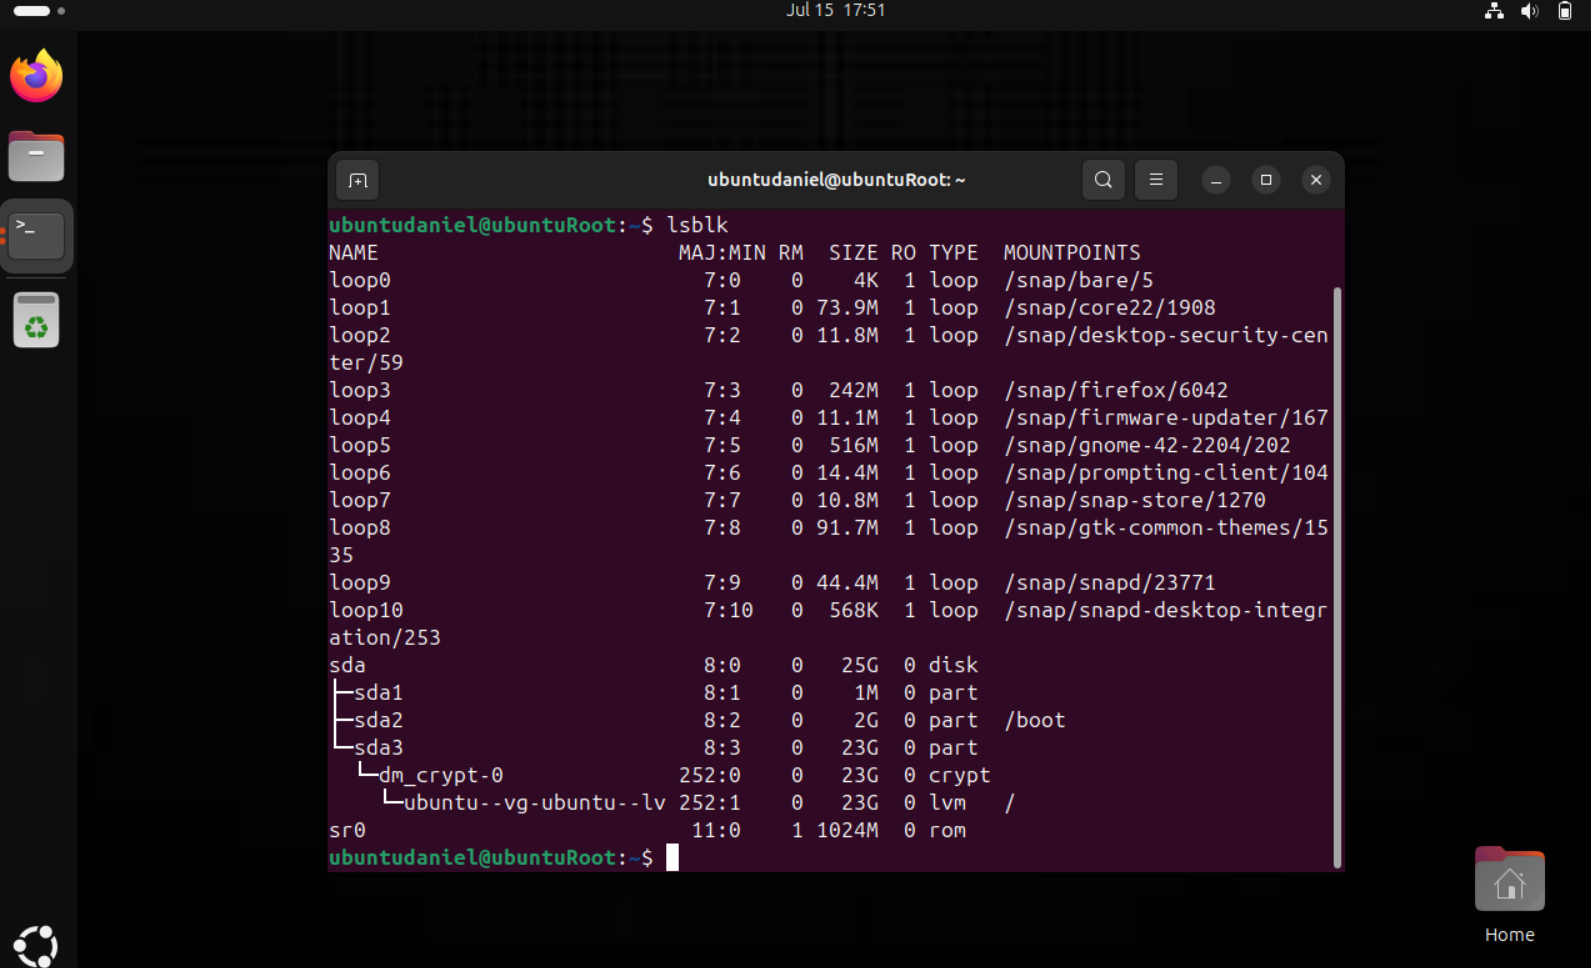 Jul 15 17:51
ubuntudaniel@ubuntuRoot: ~
ubuntudaniel@ubuntuRoot:~$ lsblk
NAME                        MAJ:MIN RM   SIZE RO TYPE  MOUNTPOINTS
loop0                         7:0    0     4K  1 loop  /snap/bare/5
loop1                         7:1    0  73.9M  1 loop  /snap/core22/1908
loop2                         7:2    0  11.8M  1 loop  /snap/desktop-security-cen
ter/59
loop3                         7:3    0   242M  1 loop  /snap/firefox/6042
loop4                         7:4    0  11.1M  1 loop  /snap/firmware-updater/167
loop5                         7:5    0   516M  1 loop  /snap/gnome-42-2204/202
loop6                         7:6    0  14.4M  1 loop  /snap/prompting-client/104
loop7                         7:7    0  10.8M  1 loop  /snap/snap-store/1270
loop8                         7:8    0  91.7M  1 loop  /snap/gtk-common-themes/15
35
loop9                         7:9    0  44.4M  1 loop  /snap/snapd/23771
loop10                        7:10   0   568K  1 loop  /snap/snapd-desktop-integr
ation/253
sda                           8:0    0    25G  0 disk
├─sda1                        8:1    0     1M  0 part
├─sda2                        8:2    0     2G  0 part  /boot
└─sda3                        8:3    0    23G  0 part
  └─dm_crypt-0              252:0    0    23G  0 crypt
    └─ubuntu--vg-ubuntu--lv 252:1    0    23G  0 lvm   /
sr0                          11:0    1  1024M  0 rom
ubuntudaniel@ubuntuRoot:~$
Home